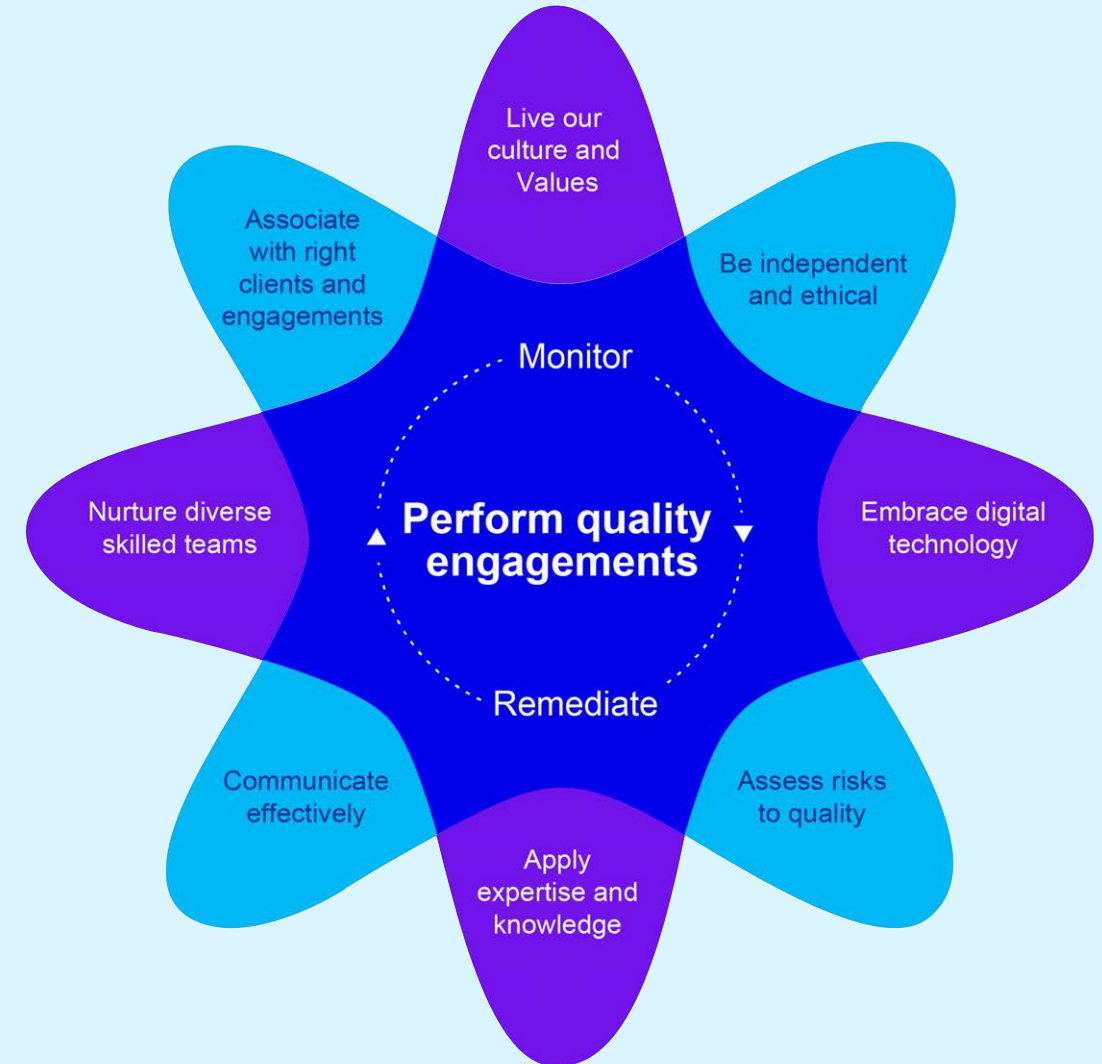 Live our
culture and
Values
Associate
with right
clients and
engagements
Be independent
and ethical
Monitor
Nurture diverse
skilled teams
Perform quality
engagements
Embrace digital
technology
Remediate
Communicate
effectively
Assess risks
to quality
Apply
expertise and
knowledge